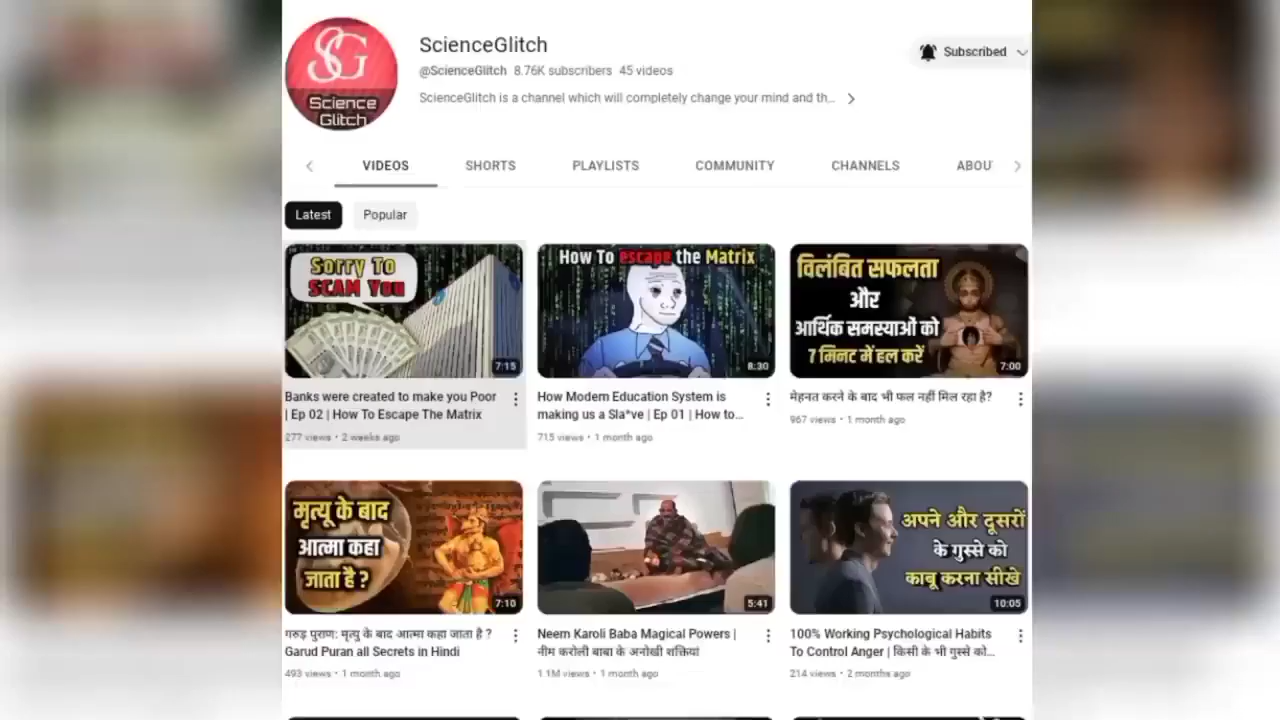 SG
Science
Glitch
ScienceGlitch
@ScienceGlitch 8.76K subscribers 45 videos
ScienceGlitch is a channel which will completely change your mind and th...
Subscribed
VIDEOS SHORTS PLAYLISTS COMMUNITY CHANNELS ABOU
Latest Popular
Sorry To
SCAM You
7:15
How To escape the Matrix
8:30
विलंबित सफलता
और
आर्थिक समस्याओं को
7 मिनट में हल करें
7:00
Banks were created to make you Poor
| Ep 02 | How To Escape The Matrix
277 views • 2 weeks ago
How Modern Education System is
making us a Sla*ve | Ep 01 | How to...
715 views • 1 month ago
मेहनत करने के बाद भी फल नहीं मिल रहा है?
967 views • 1 month ago
मृत्यू के बाद
आत्मा कहा
जाता है ?
7:10
5:41
अपने और दूसरों
के गुस्से को
काबू करना सीखे
10:05
गरुड़ पुराण: मृत्यु के बाद आत्मा कहा जाता है ?
Garud Puran all Secrets in Hindi
493 views • 1 month ago
Neem Karoli Baba Magical Powers |
नीम करोली बाबा के अनोखी शक्तियां
1.1M views • 1 month ago
100% Working Psychological Habits
To Control Anger | किसी के भी गुस्से को...
214 views • 2 months ago